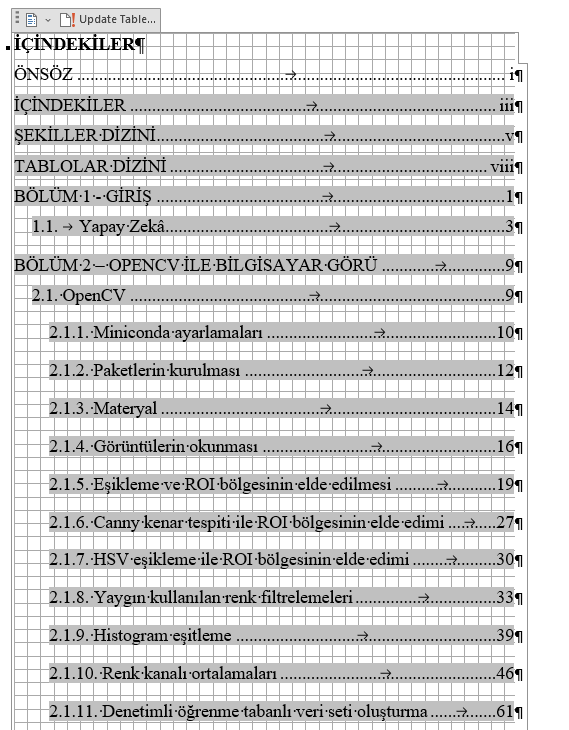 Update Table...
İÇİNDEKİLER¶
ÖNSÖZ ........................................→........................................ i¶
İÇİNDEKİLER ........................................→........................................ iii¶
ŞEKİLLER·DİZİNİ........................................→........................................v¶
TABLOLAR·DİZİNİ ........................................→........................................ viii¶
BÖLÜM·1·-·GİRİŞ ........................................→........................................1¶
1.1. → Yapay·Zekâ........................................→........................................3¶
BÖLÜM·2·–·OPENCV·İLE·BİLGİSAYAR·GÖRÜ ..............→..............9¶
2.1.·OpenCV ........................................→........................................9¶
2.1.1.·Miniconda·ayarlamaları ..........................→..........................10¶
2.1.2.·Paketlerin·kurulması ............................→............................12¶
2.1.3.·Materyal ....................................→....................................14¶
2.1.4.·Görüntülerin·okunması ..........................→..........................16¶
2.1.5.·Eşikleme·ve·ROI·bölgesinin·elde·edilmesi ..........→..........19¶
2.1.6.·Canny·kenar·tespiti·ile·ROI·bölgesinin·elde·edimi ....→....27¶
2.1.7.·HSV·eşikleme·ile·ROI·bölgesinin·elde·edimi ........→........30¶
2.1.8.·Yaygın·kullanılan·renk·filtrelemeleri ..............→..............33¶
2.1.9.·Histogram·eşitleme ............................→............................39¶
2.1.10.·Renk·kanalı·ortalamaları ......................→......................46¶
2.1.11.·Denetimli·öğrenme·tabanlı·veri·seti·oluşturma ......→......61¶